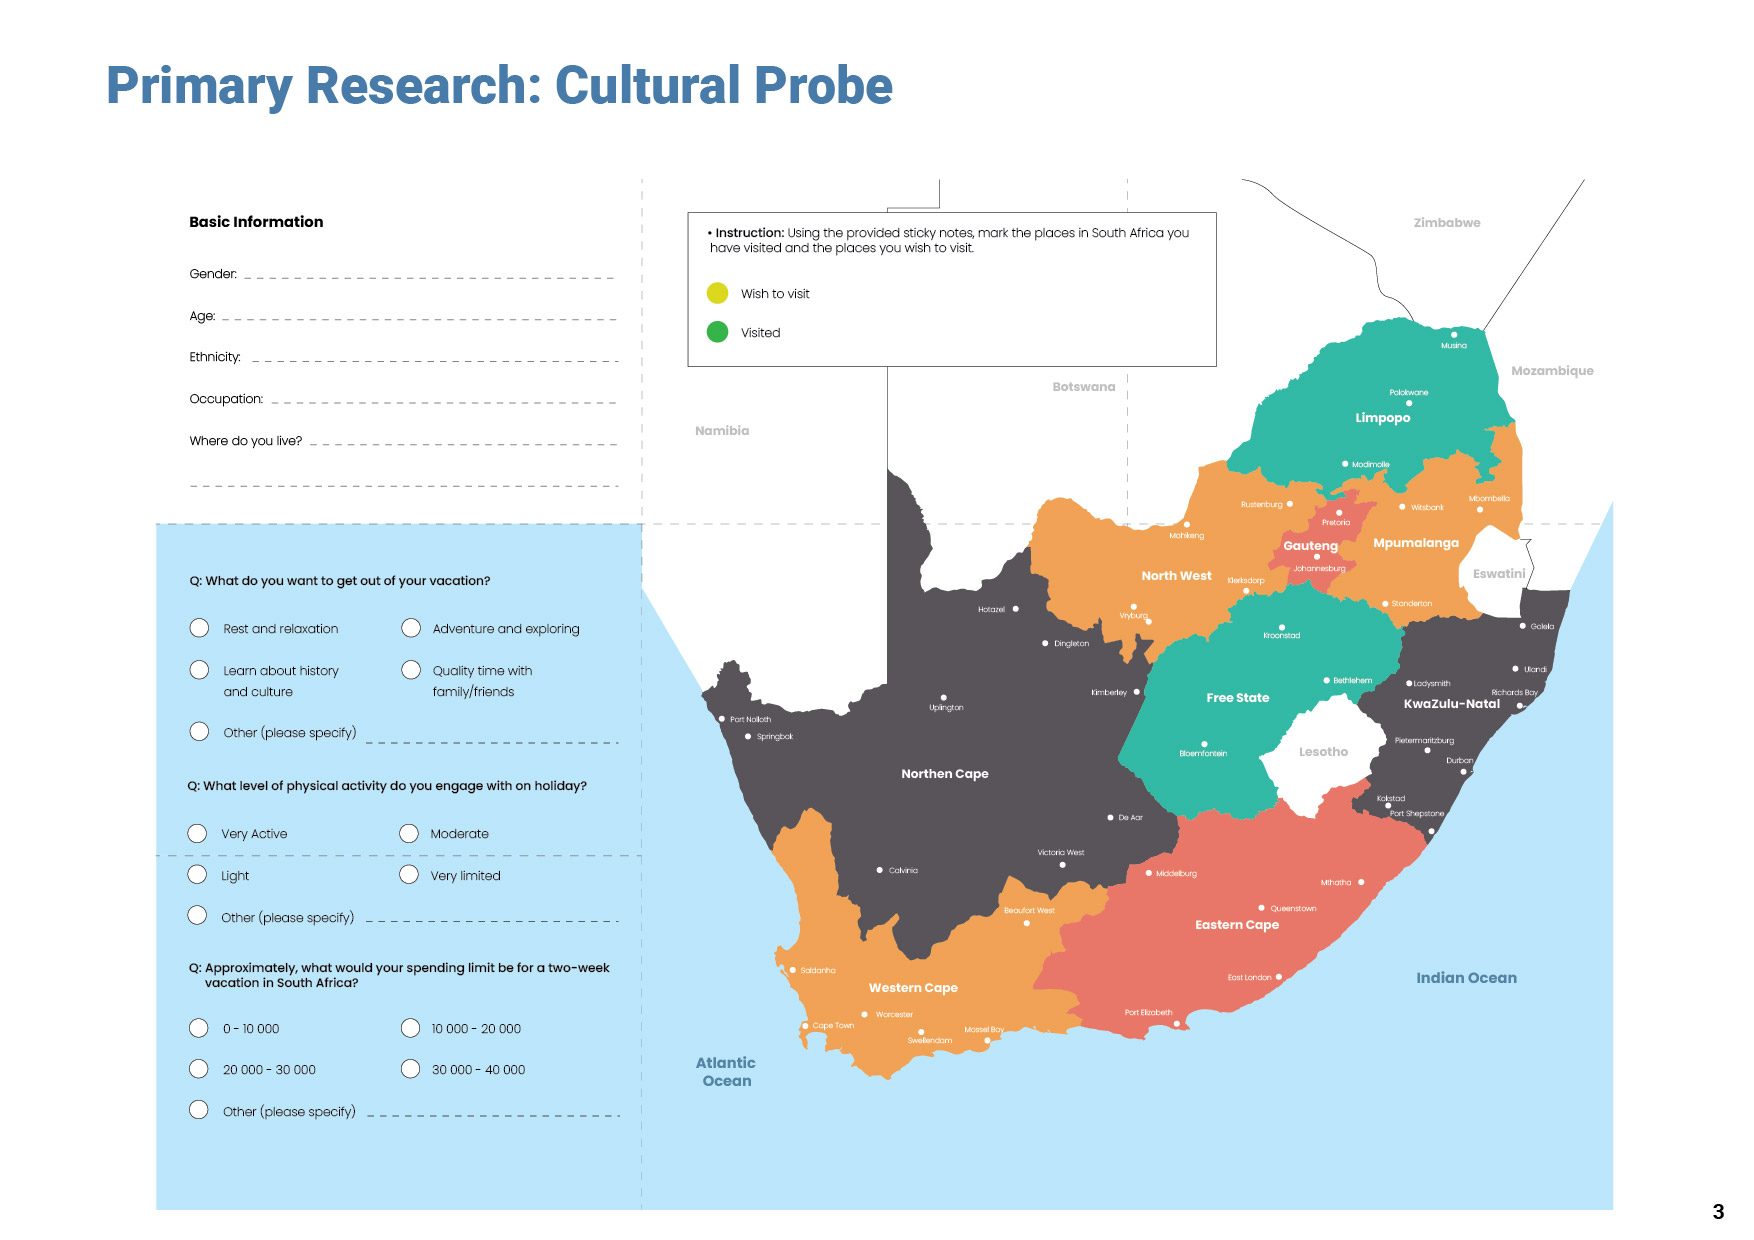 Primary Research: Cultural Probe
Basic Information
Gender:
Age:
Ethnicity:
Occupation:
Where do you live?
Q: What do you want to get out of your vacation?
Rest and relaxation
Adventure and exploring
Learn about history
and culture
Quality time with
family/friends
Other (please specify)
Q: What level of physical activity do you engage with on holiday?
Very Active
Moderate
Light
Very limited
Other (please specify)
Q: Approximately, what would your spending limit be for a two-week
vacation in South Africa?
0 - 10 000
10 000 - 20 000
20 000 - 30 000
30 000 - 40 000
Other (please specify)
• Instruction: Using the provided sticky notes, mark the places in South Africa you
have visited and the places you wish to visit.
Wish to visit
Visited
Zimbabwe
Mozambique
Botswana
Namibia
Musina
Polokwane
Limpopo
Modimolle
Rustenburg
Pretoria
Witsbank
Mbombella
Mahikeng
Gauteng
Mpumalanga
Johannesburg
North West
Klerksdorp
Eswatini
Standerton
Vryburg
Hotazel
Dingleton
Kroonstad
Golela
Ulandi
Bethlehem
Ladysmith
Richards Bay
Kimberley
Free State
KwaZulu-Natal
Uplington
Port Nolloth
Springbok
Bloemfontein
Lesotho
Pietermaritzburg
Durban
Northen Cape
Kokstad
Port Shepstone
De Aar
Victoria West
Calvinia
Middelburg
Mthatha
Beaufort West
Queenstown
Eastern Cape
Saldanha
Western Cape
East London
Indian Ocean
Worcester
Cape Town
Swellendam
Mossel Bay
Port Elizabeth
Atlantic
Ocean
3